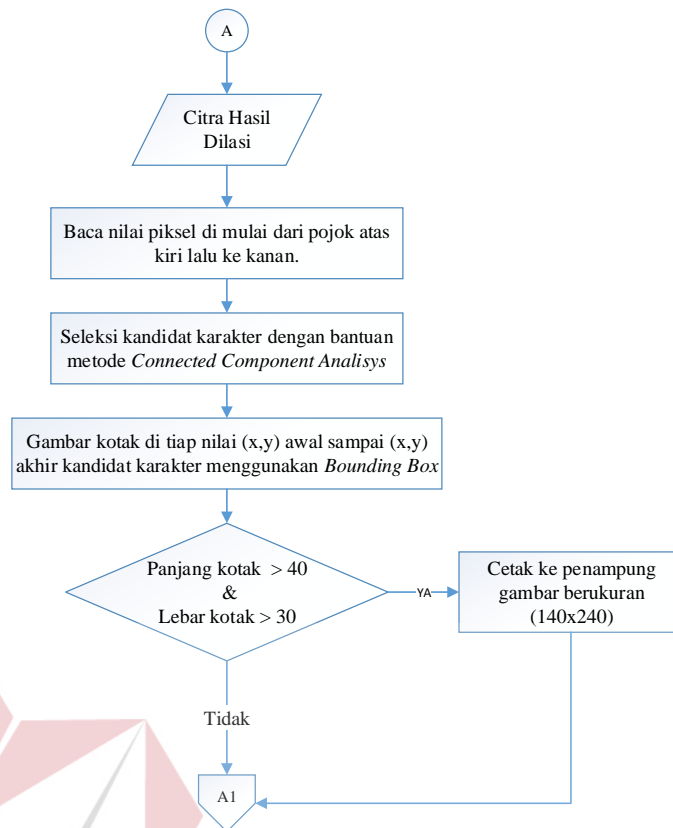 A
Citra Hasil
Dilasi
Baca nilai piksel di mulai dari pojok atas
kiri lalu ke kanan.
Seleksi kandidat karakter dengan bantuan
metode Connected Component Analisys
Gambar kotak di tiap nilai (x,y) awal sampai (x,y)
akhir kandidat karakter menggunakan Bounding Box
Panjang kotak > 40
&
Lebar kotak > 30
YA
Cetak ke penampung
gambar berukuran
(140x240)
Tidak
A1